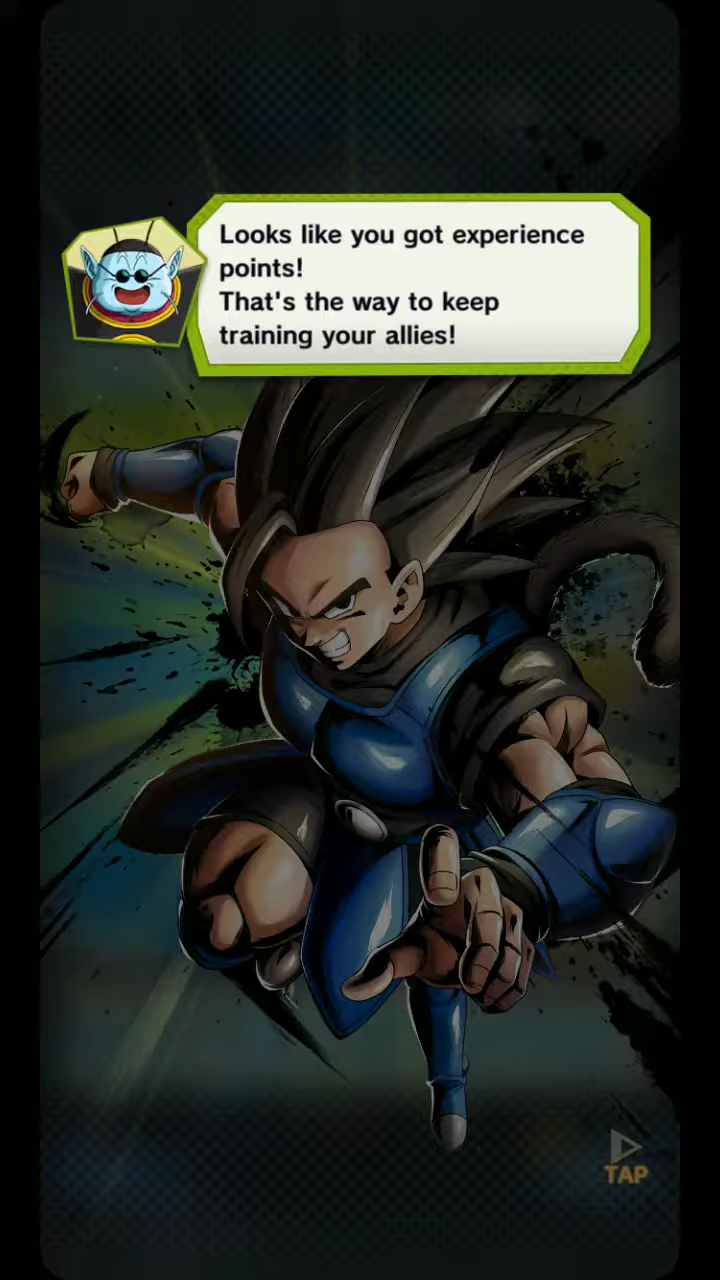 Looks like you got experience
points!
That's the way to keep
training your allies!
TAP